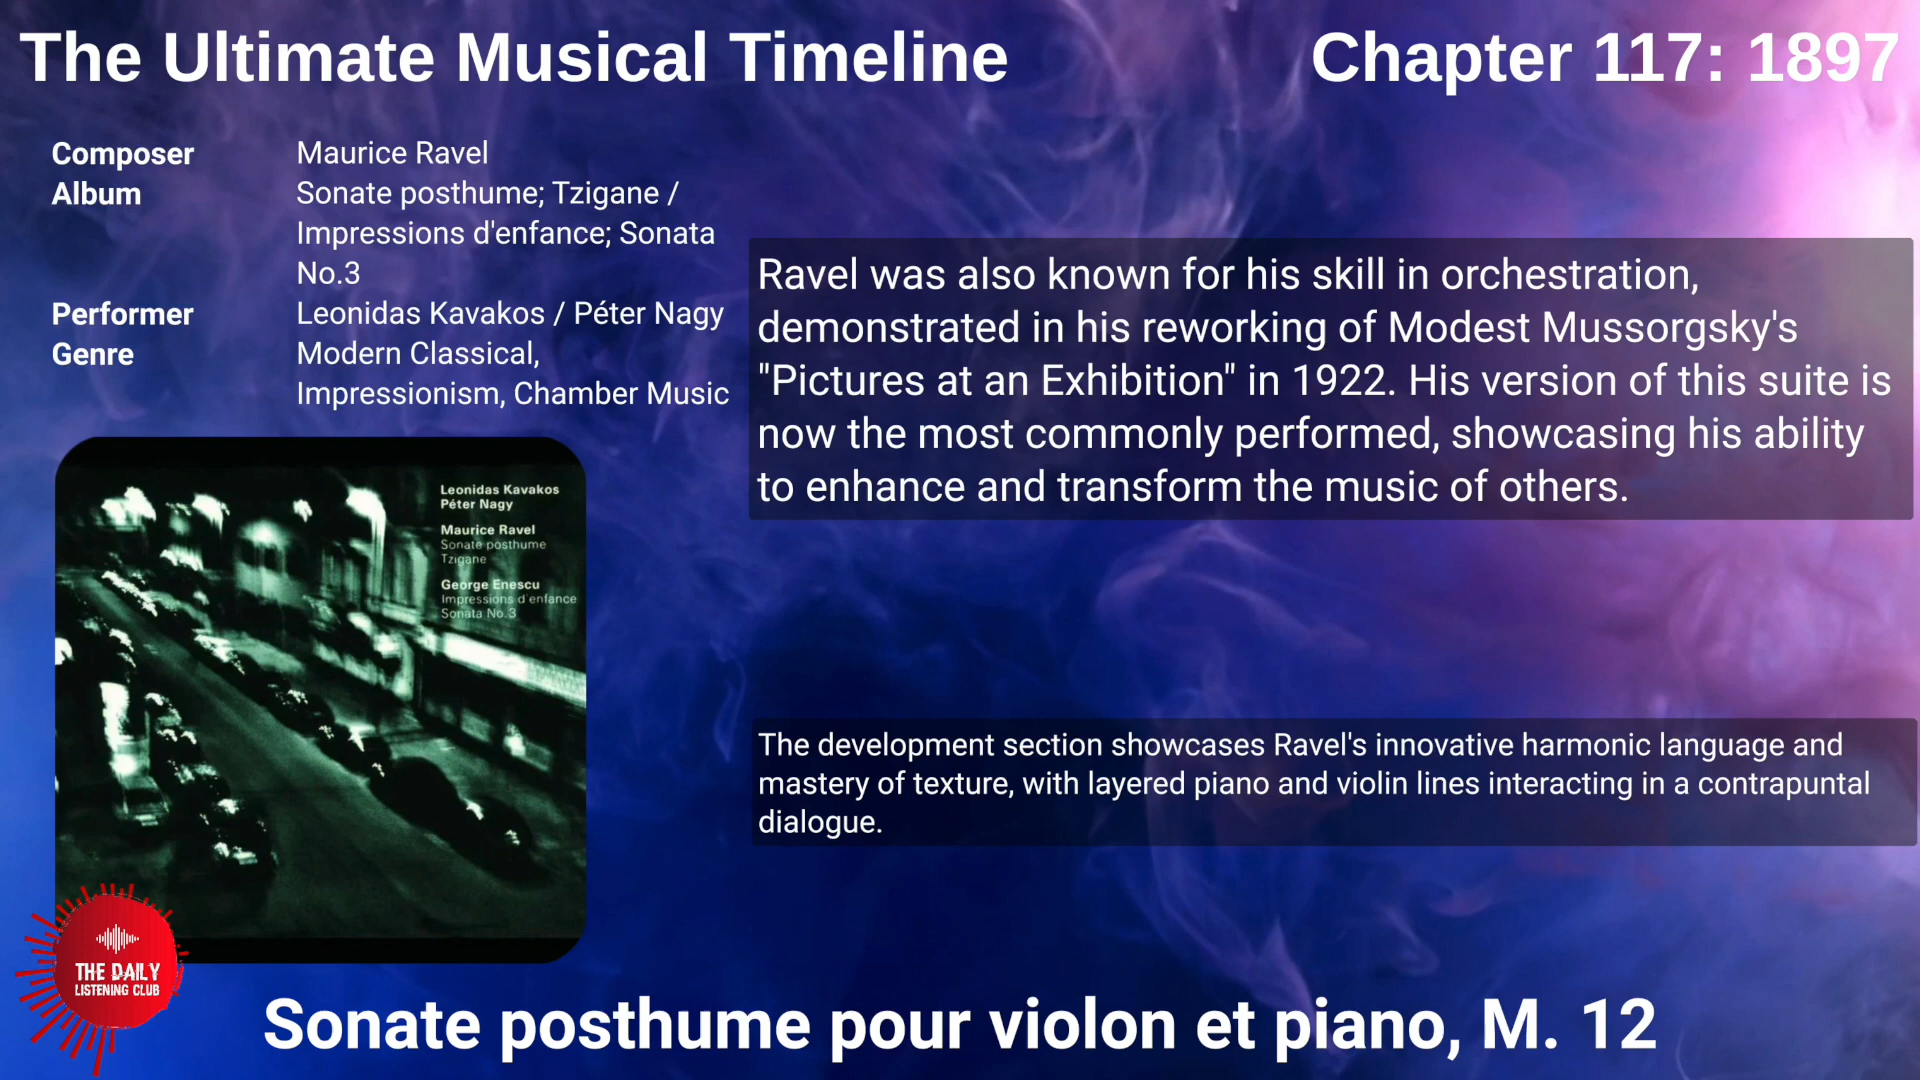 The Ultimate Musical Timeline
Chapter 117: 1897
Composer
Maurice Ravel
Album
Sonate posthume; Tzigane /
Impressions d'enfance; Sonata
No.3
Performer
Leonidas Kavakos / Péter Nagy
Genre
Modern Classical,
Impressionism, Chamber Music
Ravel was also known for his skill in orchestration,
demonstrated in his reworking of Modest Mussorgsky's
"Pictures at an Exhibition" in 1922. His version of this suite is
now the most commonly performed, showcasing his ability
to enhance and transform the music of others.
Leonidas Kavakos
Péter Nagy
Maurice Ravel
Sonate posthume
Tzigane
George Enescu
Impressions d'enfance
Sonata No.3
The development section showcases Ravel's innovative harmonic language and
mastery of texture, with layered piano and violin lines interacting in a contrapuntal
dialogue.
THE DAILY
LISTENING CLUB
Sonate posthume pour violon et piano, M. 12